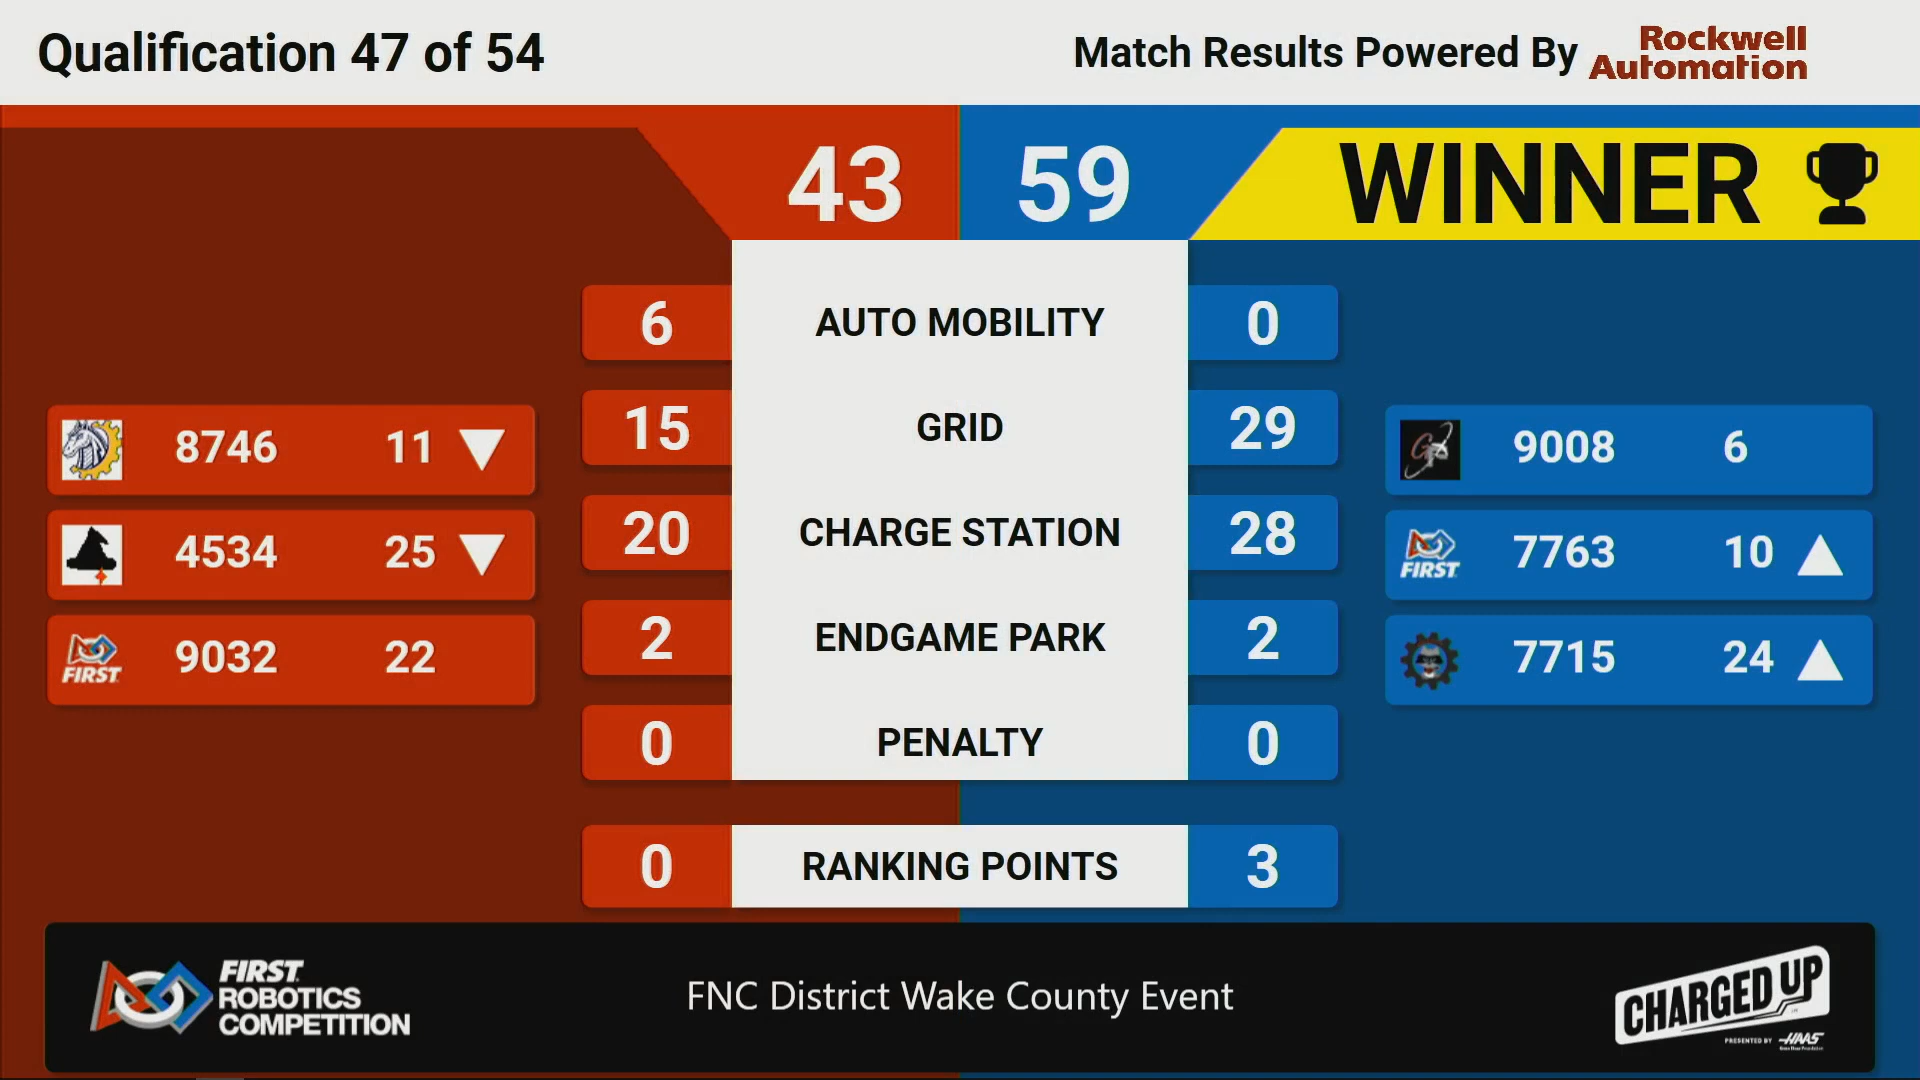 Qualification 47 of 54
Match Results Powered By
Rockwell
Automation
43 59 WINNER
6 AUTO MOBILITY 0
15 GRID 29
20 CHARGE STATION 28
2 ENDGAME PARK 2
0 PENALTY 0
0 RANKING POINTS 3
8746 11
4534 25
FIRST 9032 22
9008 6
FIRST 7763 10
7715 24
FIRST
ROBOTICS
COMPETITION
FNC District Wake County Event
CHARGED UP
PRESENTED BY HAAS